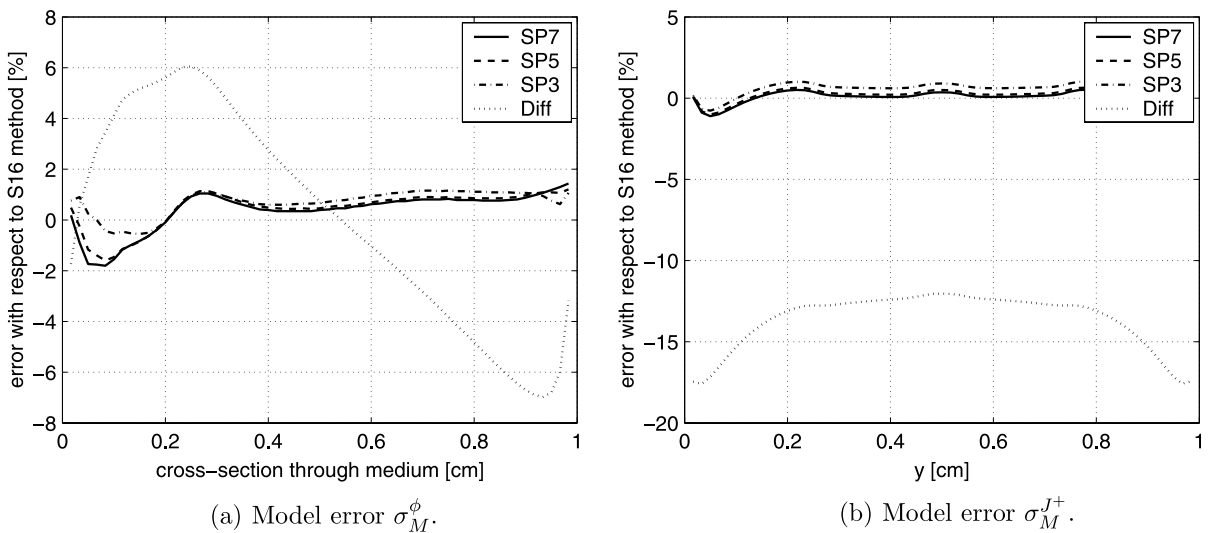 error with respect to S16 method [%]
8
6
4
2
0
−2
−4
−6
−8
0
0.2
0.4
0.6
0.8
1
cross−section through medium [cm]
SP7
SP5
SP3
Diff
(a) Model error σ_M^ϕ.
error with respect to S16 method [%]
5
0
−5
−10
−15
−20
0
0.2
0.4
0.6
0.8
1
y [cm]
SP7
SP5
SP3
Diff
(b) Model error σ_M^{J^+}.